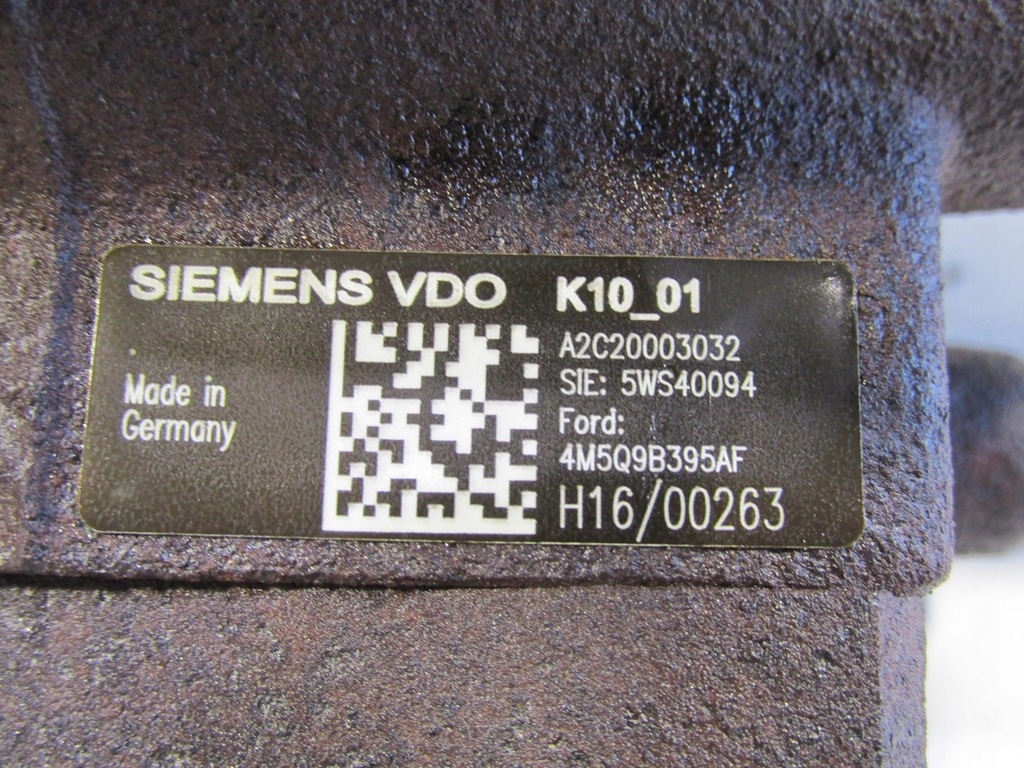 SIEMENS VDO K10_01
A2C20003032
SIE: 5WS40094
Made in
Germany
Ford:
4M5Q9B395AF
H16/00263